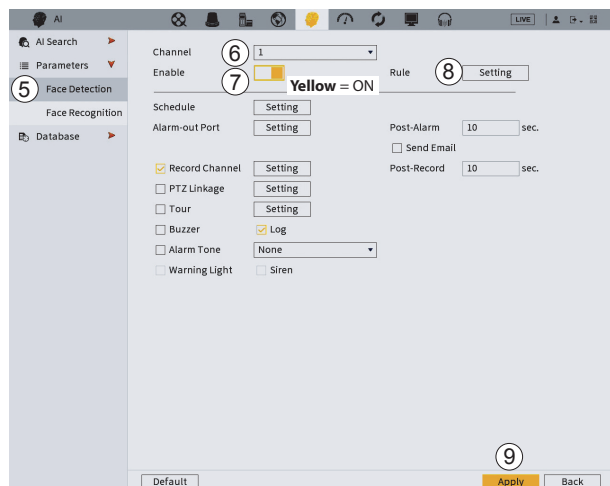 AI
LIVE
AI Search
Parameters
5 Face Detection
Face Recognition
Database
Channel 6 1
Enable 7 Yellow = ON Rule 8 Setting
Schedule Setting
Alarm-out Port Setting Post-Alarm 10 sec.
Send Email
Record Channel Setting Post-Record 10 sec.
PTZ Linkage Setting
Tour Setting
Buzzer Log
Alarm Tone None
Warning Light Siren
9
Default Apply Back